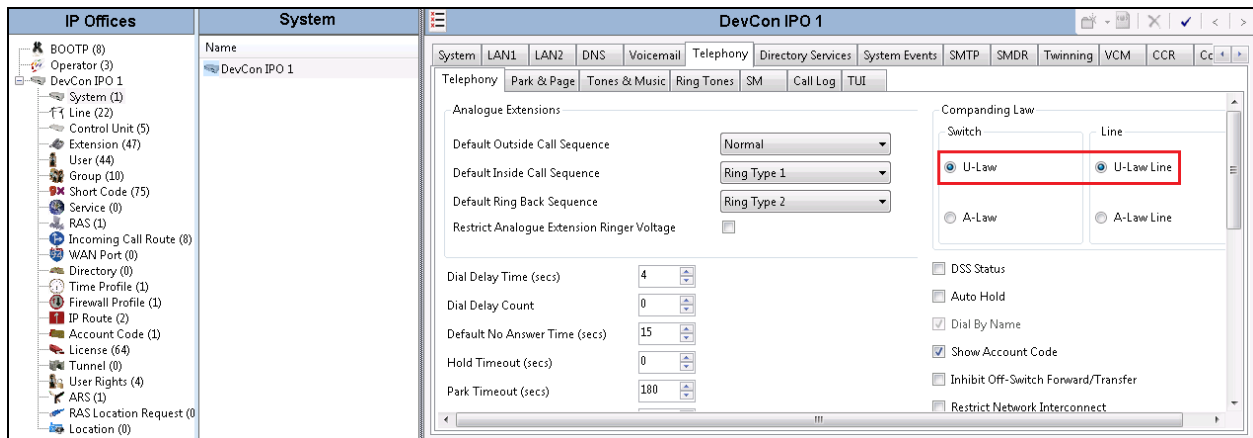 IP Offices
BOOTP (8)
Operator (3)
DevCon IPO 1
System (1)
Line (22)
Control Unit (5)
Extension (47)
User (44)
Group (10)
Short Code (75)
Service (0)
RAS (1)
Incoming Call Route (8)
WAN Port (0)
Directory (0)
Time Profile (1)
Firewall Profile (1)
IP Route (2)
Account Code (1)
License (64)
Tunnel (0)
User Rights (4)
ARS (1)
RAS Location Request (0
Location (0)
System
Name
DevCon IPO 1
DevCon IPO 1
System LAN1 LAN2 DNS Voicemail Telephony Directory Services System Events SMTP SMDR Twinning VCM CCR
Telephony Park & Page Tones & Music Ring Tones SM Call Log TUI
Analogue Extensions
Default Outside Call Sequence Normal
Default Inside Call Sequence Ring Type 1
Default Ring Back Sequence Ring Type 2
Restrict Analogue Extension Ringer Voltage
Dial Delay Time (secs) 4
Dial Delay Count 0
Default No Answer Time (secs) 15
Hold Timeout (secs) 0
Park Timeout (secs) 180
Companding Law
Switch Line
U-Law U-Law Line
A-Law A-Law Line
DSS Status
Auto Hold
Dial By Name
Show Account Code
Inhibit Off-Switch Forward/Transfer
Restrict Network Interconnect